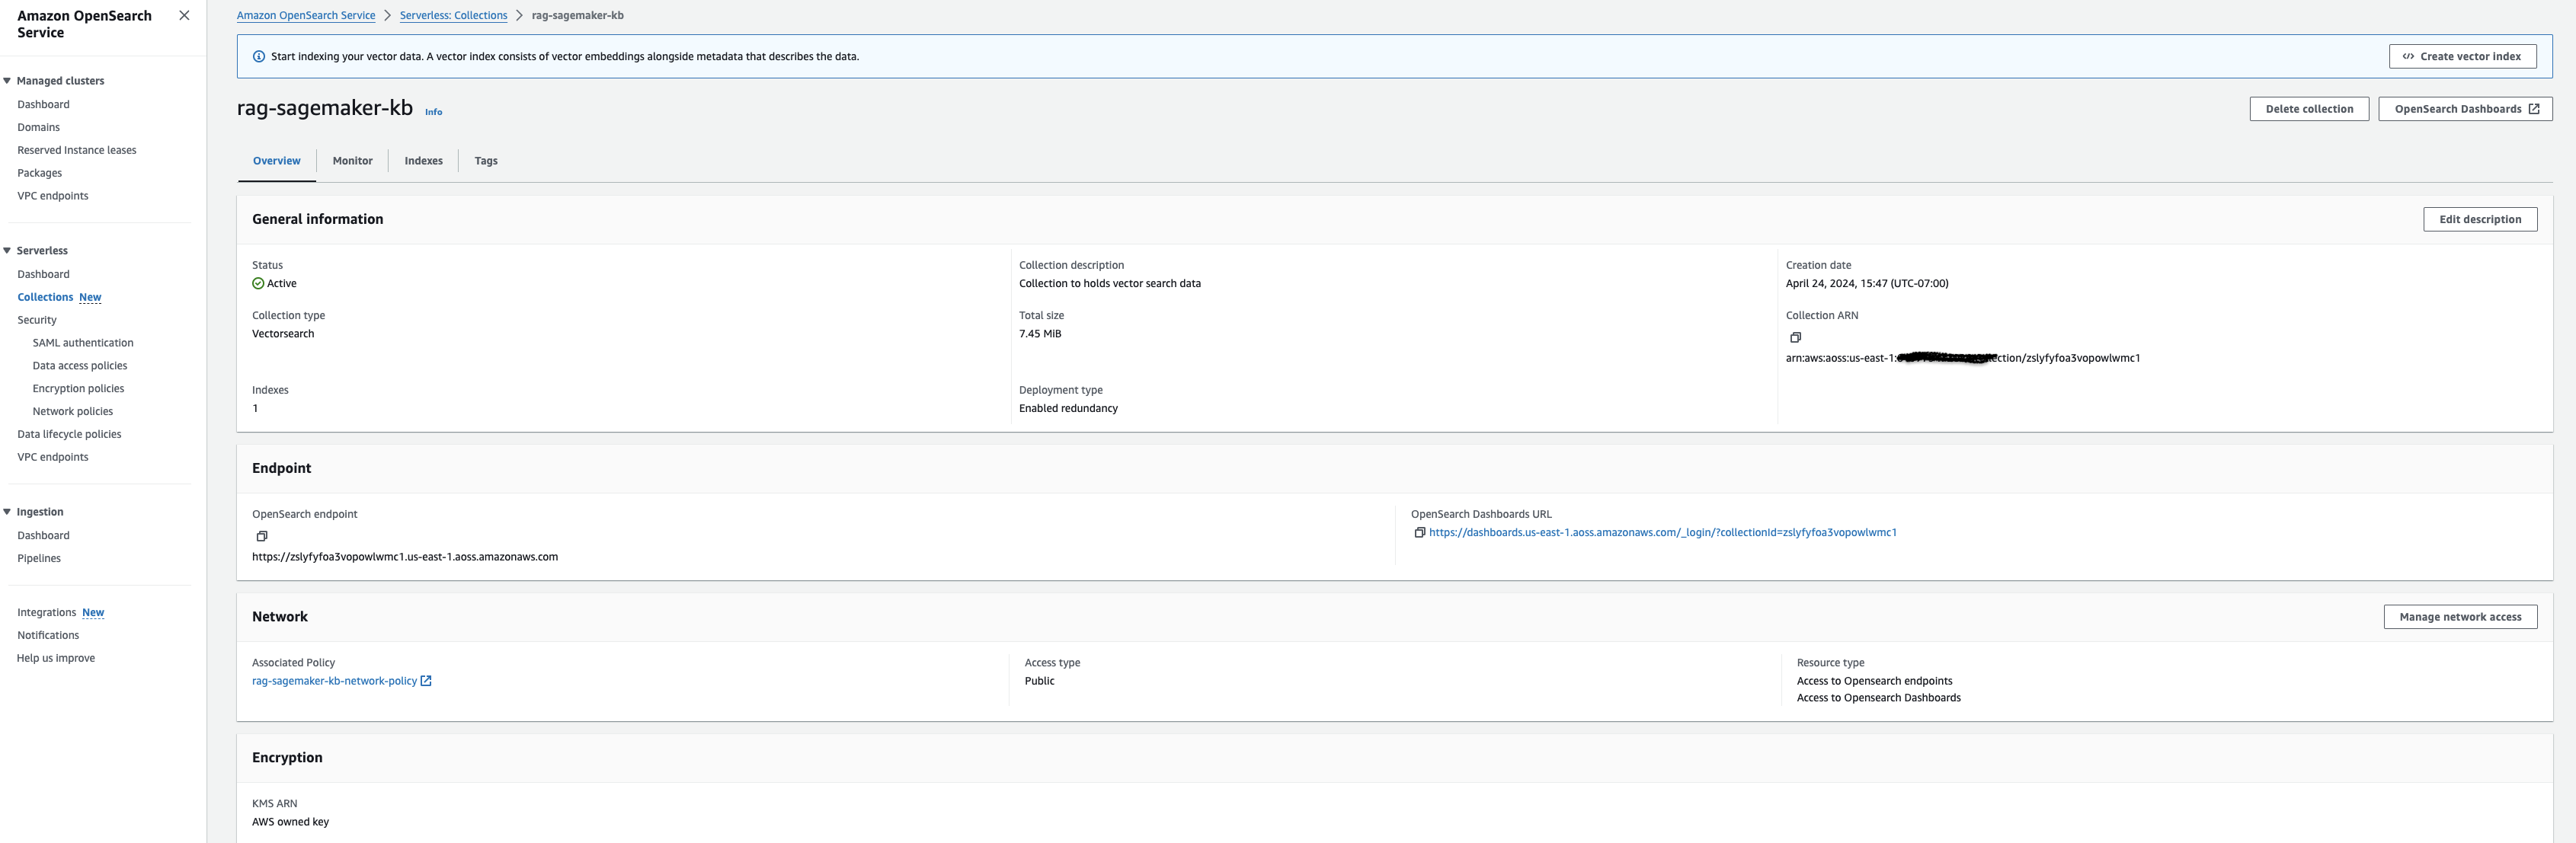 Amazon OpenSearch
Service
Managed clusters
Dashboard
Domains
Reserved Instance leases
Packages
VPC endpoints
Serverless
Dashboard
Collections New
Security
SAML authentication
Data access policies
Encryption policies
Network policies
Data lifecycle policies
VPC endpoints
Ingestion
Dashboard
Pipelines
Integrations New
Notifications
Help us improve
Amazon OpenSearch Service > Serverless: Collections > rag-sagemaker-kb
Start indexing your vector data. A vector index consists of vector embeddings alongside metadata that describes the data.
Create vector index
rag-sagemaker-kb Info
Delete collection
OpenSearch Dashboards
Overview Monitor Indexes Tags
General information
Edit description
Status
Active
Collection description
Collection to holds vector search data
Creation date
April 24, 2024, 15:47 (UTC-07:00)
Collection type
Vectorsearch
Total size
7.45 MiB
Collection ARN
arn:aws:aoss:us-east-1: ection/zslyfyfoa3vopowlwmc1
Indexes
1
Deployment type
Enabled redundancy
Endpoint
OpenSearch endpoint
https://zslyfyfoa3vopowlwmc1.us-east-1.aoss.amazonaws.com
OpenSearch Dashboards URL
https://dashboards.us-east-1.aoss.amazonaws.com/_login/?collectionId=zslyfyfoa3vopowlwmc1
Network
Manage network access
Associated Policy
rag-sagemaker-kb-network-policy
Access type
Public
Resource type
Access to Opensearch endpoints
Access to Opensearch Dashboards
Encryption
KMS ARN
AWS owned key